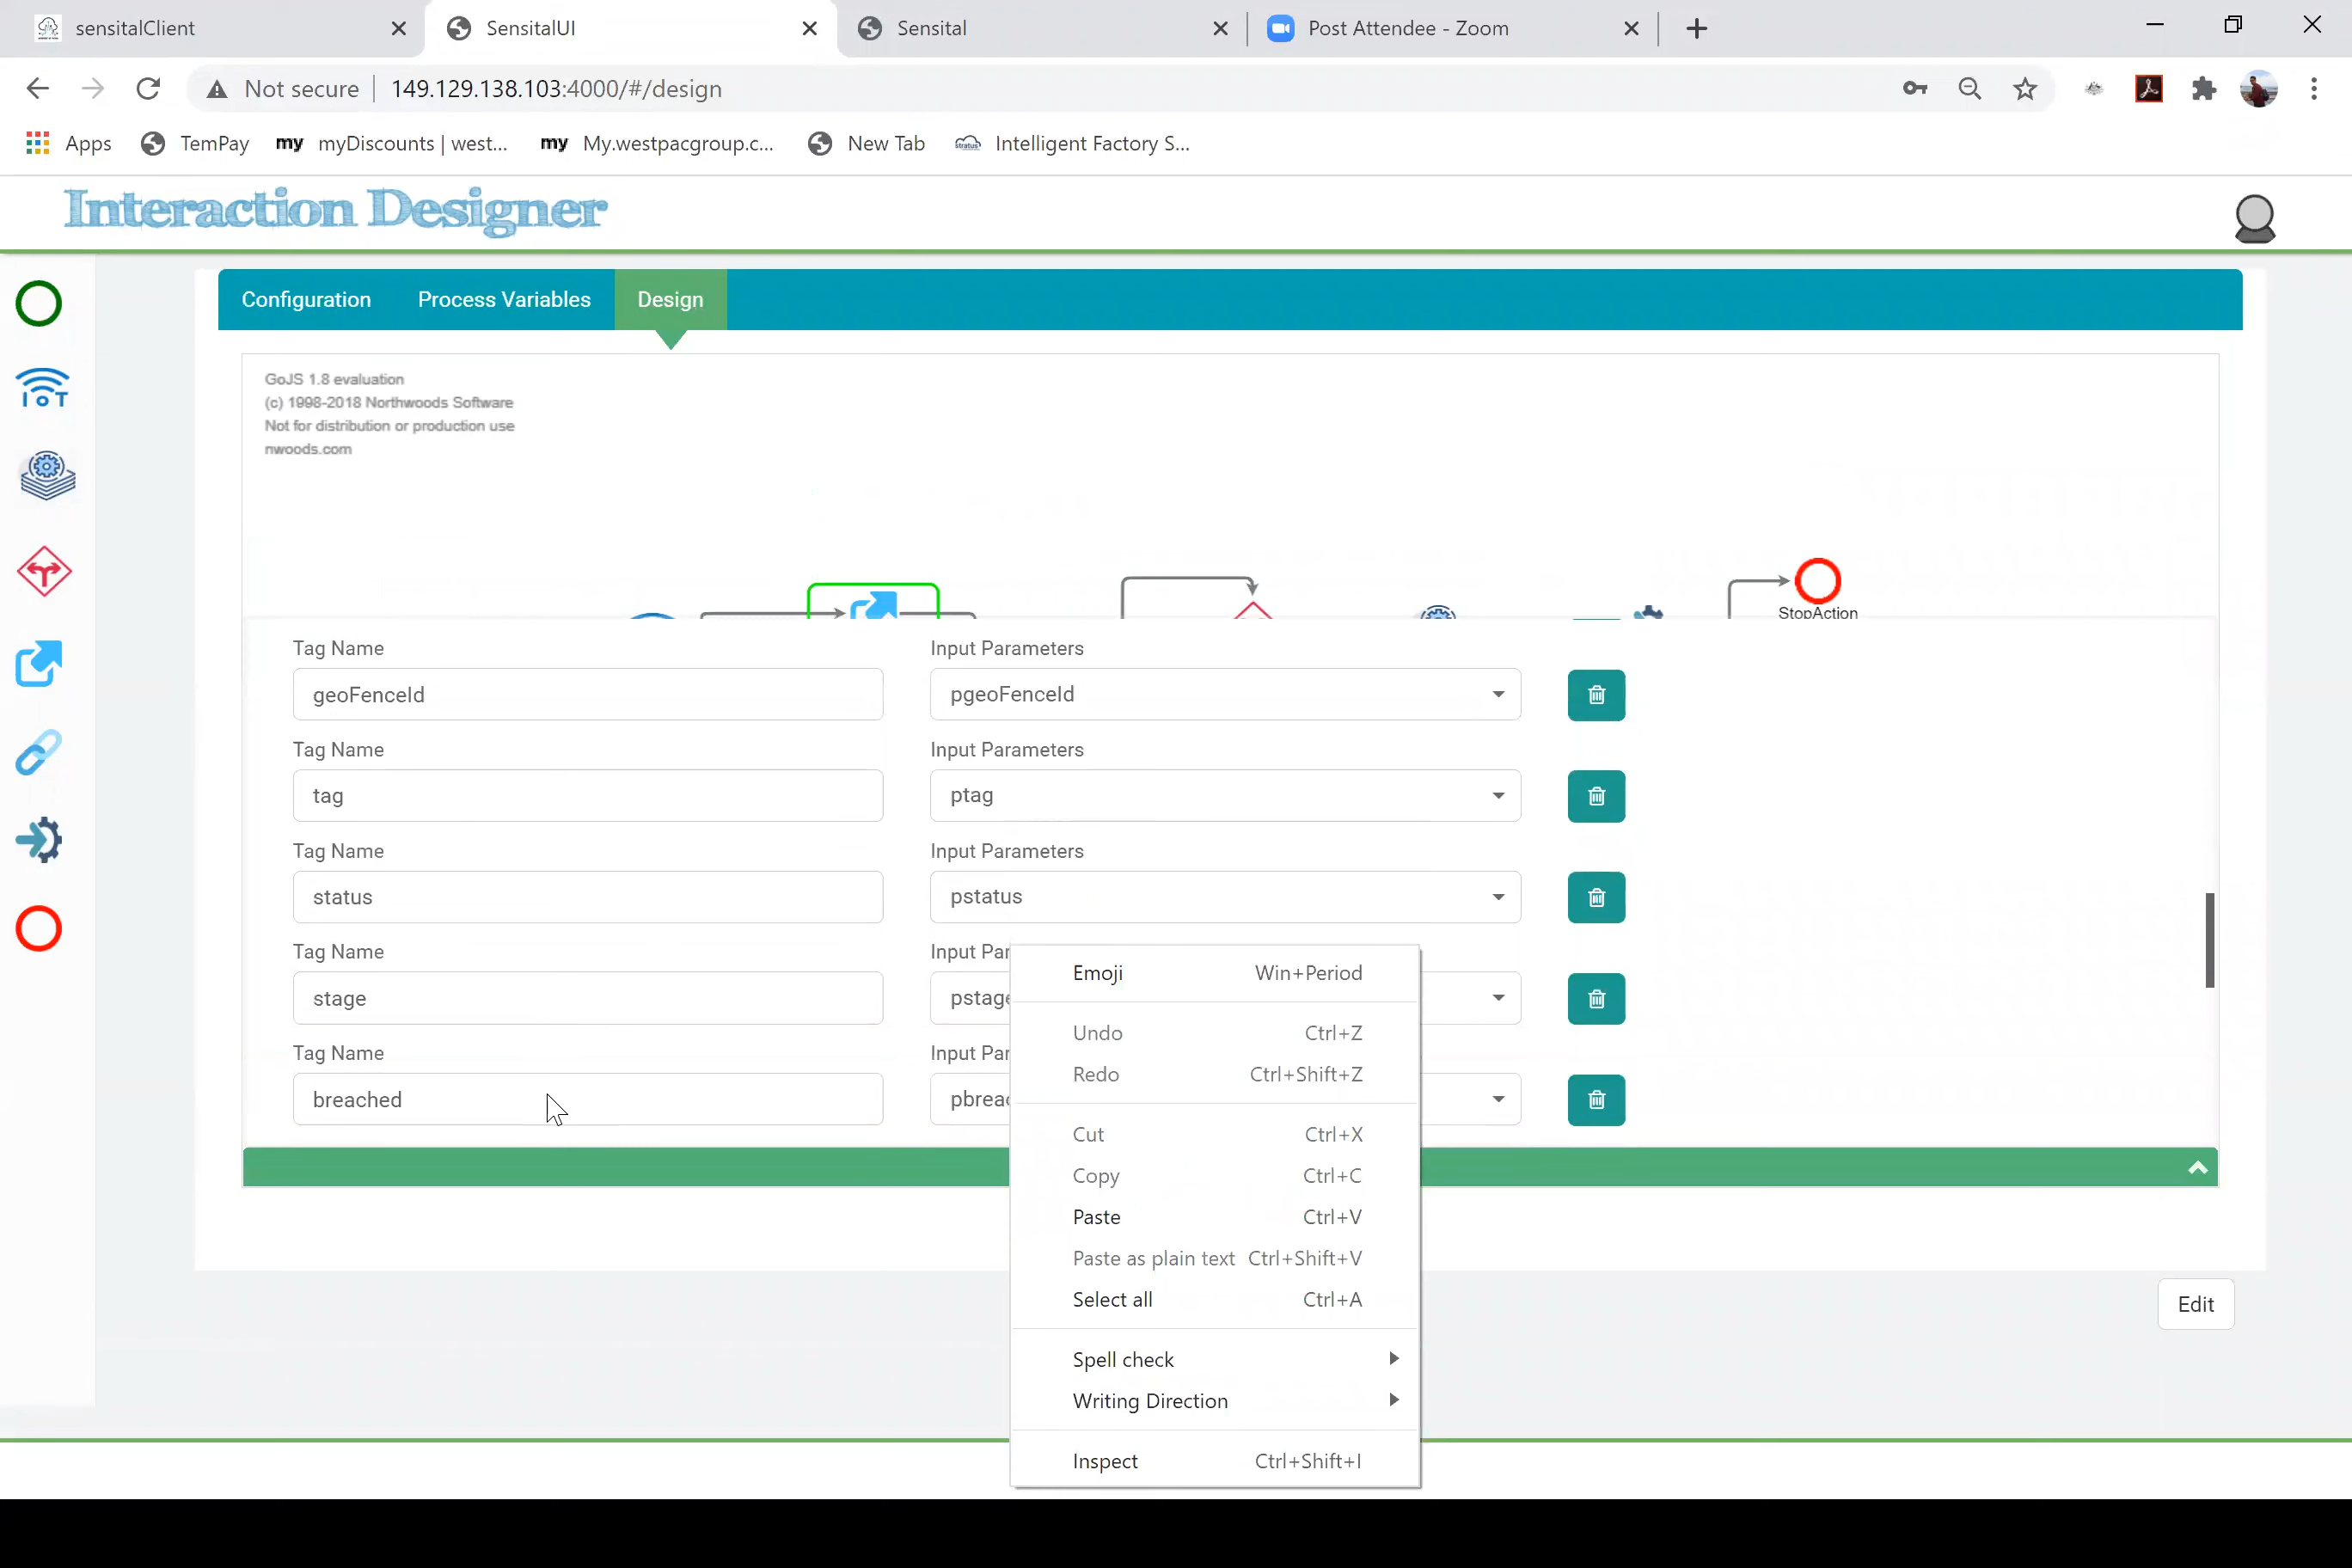 sensitalClient
SensitalUI
Sensital
Post Attendee - Zoom
Not secure
149.129.138.103:4000/#/design
Apps
TemPay
my myDiscounts | west...
my My.westpacgroup.c...
New Tab
stratus Intelligent Factory S...
Interaction Designer
Configuration
Process Variables
Design
GoJS 1.8 evaluation
(c) 1998-2018 Northwoods Software
Not for distribution or production use
nwoods.com
IoT
StopAction
Tag Name
Input Parameters
geoFenceId
pgeoFenceId
Tag Name
Input Parameters
tag
ptag
Tag Name
Input Parameters
status
pstatus
Tag Name
Input Par
stage
pstage
Tag Name
Input Par
breached
pbreac
Emoji Win+Period
Undo Ctrl+Z
Redo Ctrl+Shift+Z
Cut Ctrl+X
Copy Ctrl+C
Paste Ctrl+V
Paste as plain text Ctrl+Shift+V
Select all Ctrl+A
Spell check
Writing Direction
Inspect Ctrl+Shift+I
Edit